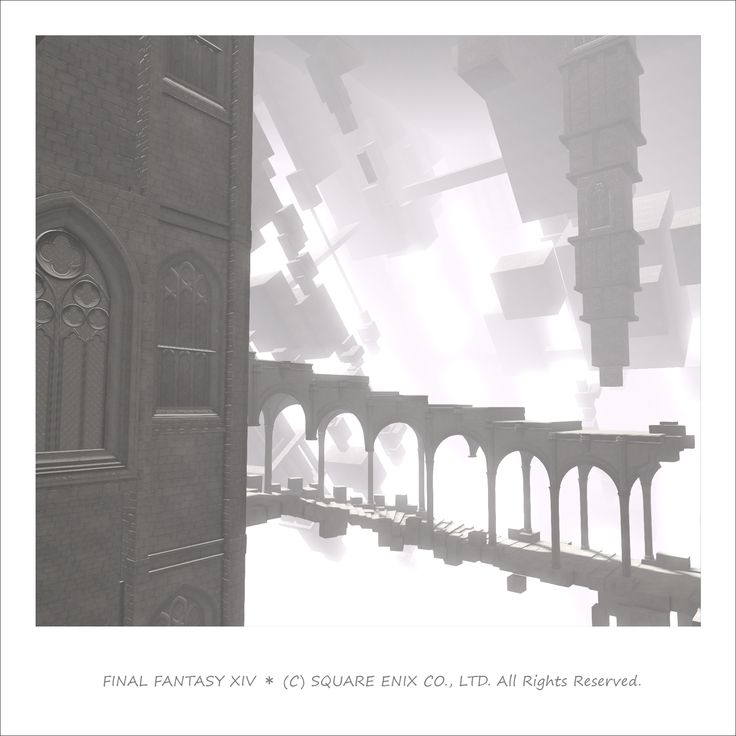 FINAL FANTASY XIV * (C) SQUARE ENIX CO., LTD. All Rights Reserved.